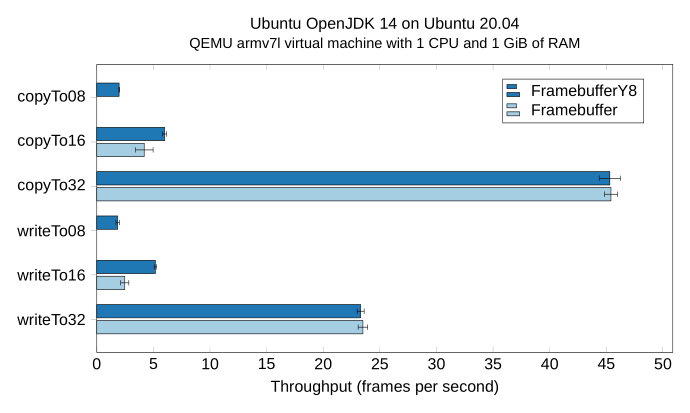 Ubuntu OpenJDK 14 on Ubuntu 20.04
QEMU armv7l virtual machine with 1 CPU and 1 GiB of RAM
FramebufferY8
Framebuffer
copyTo08
copyTo16
copyTo32
writeTo08
writeTo16
writeTo32
0 5 10 15 20 25 30 35 40 45 50
Throughput (frames per second)